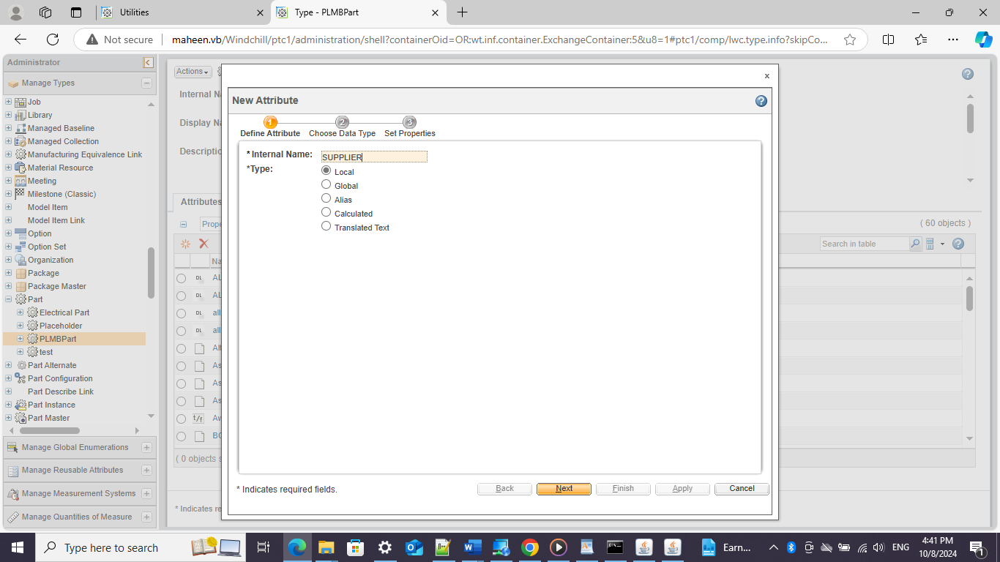 Utilities
Type - PLMBPart
Not secure
maheen.vb/Windchill/ptc1/administration/shell?containerOid=OR:wt.inf.container.ExchangeContainer:5&u8=1#ptc1/comp/lwc.type.info?skipCo...
Administrator
Manage Types
Job
Library
Managed Baseline
Managed Collection
Manufacturing Equivalence Link
Material Resource
Meeting
Milestone (Classic)
Model Item
Model Item Link
Option
Option Set
Organization
Package
Package Master
Part
Electrical Part
Placeholder
PLMBPart
test
Part Alternate
Part Configuration
Part Describe Link
Part Instance
Part Master
Manage Global Enumerations
Manage Reusable Attributes
Manage Measurement Systems
Manage Quantities of Measure
Actions
Internal Na
Display Na
Descriptio
Attributes
Prope
( 60 objects )
Search in table
Na
DL AL
DL AL
DL all
DL all
Alt
As
As
As
t/f Av
BO
( 0 objects s
* Indicates re
x
New Attribute
1 2 3
Define Attribute Choose Data Type Set Properties
* Internal Name: SUPPLIER
*Type: Local
Global
Alias
Calculated
Translated Text
* Indicates required fields.
Back Next Finish Apply Cancel
Type here to search
Earn...
ENG
4:41 PM
10/8/2024
1